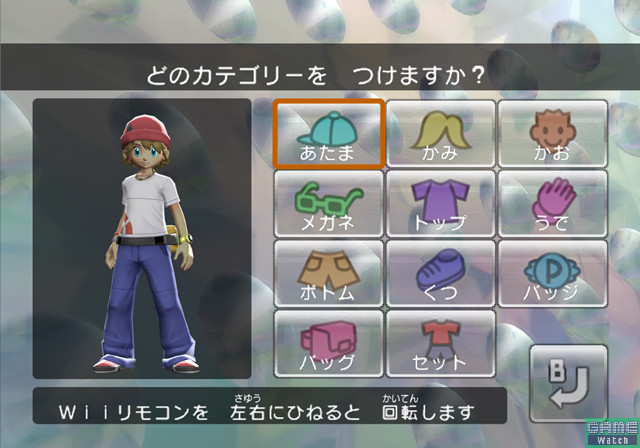 どのカテゴリーを　つけますか？
あたま
かみ
かお
メガネ
トップ
うで
ボトム
くつ
P
バッジ
バッグ
セット
B
さゆう　かいてん
Ｗｉｉリモコンを　左右にひねると　回転します
GAME
Watch